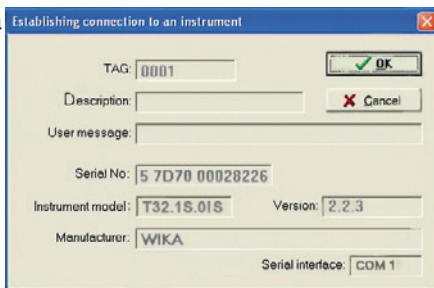 Establishing connection to an instrument
TAG: 0001
OK
Description:
Cancel
User message:
Serial No: 5 7D70 00028226
Instrument model: T32.1S.0IS Version: 2.2.3
Manufacturer: WIKA
Serial interface: COM 1